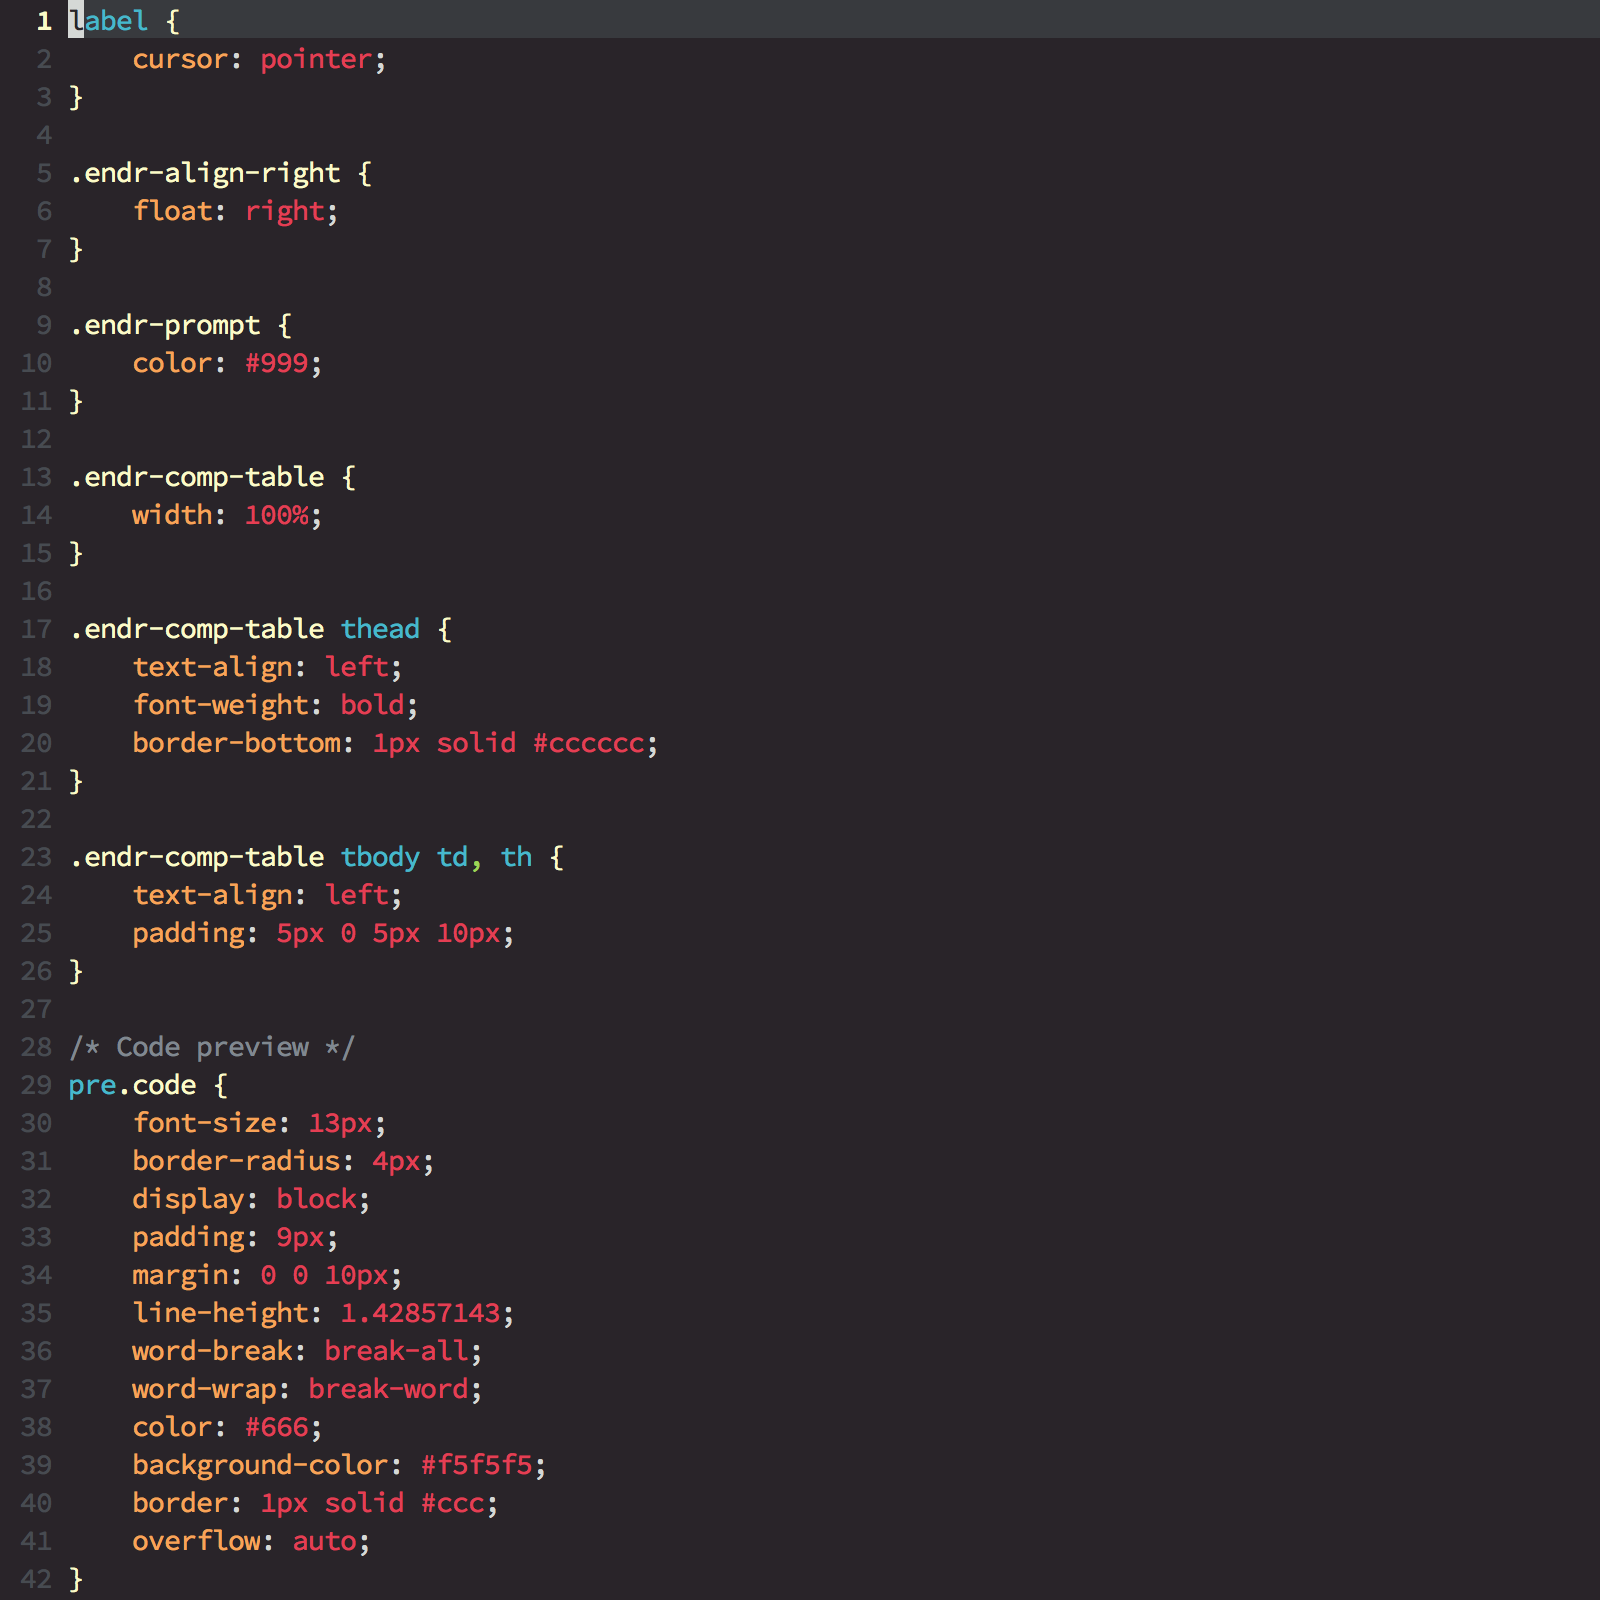 1 label {
2     cursor: pointer;
3 }
4
5 .endr-align-right {
6     float: right;
7 }
8
9 .endr-prompt {
10     color: #999;
11 }
12
13 .endr-comp-table {
14     width: 100%;
15 }
16
17 .endr-comp-table thead {
18     text-align: left;
19     font-weight: bold;
20     border-bottom: 1px solid #cccccc;
21 }
22
23 .endr-comp-table tbody td, th {
24     text-align: left;
25     padding: 5px 0 5px 10px;
26 }
27
28 /* Code preview */
29 pre.code {
30     font-size: 13px;
31     border-radius: 4px;
32     display: block;
33     padding: 9px;
34     margin: 0 0 10px;
35     line-height: 1.42857143;
36     word-break: break-all;
37     word-wrap: break-word;
38     color: #666;
39     background-color: #f5f5f5;
40     border: 1px solid #ccc;
41     overflow: auto;
42 }